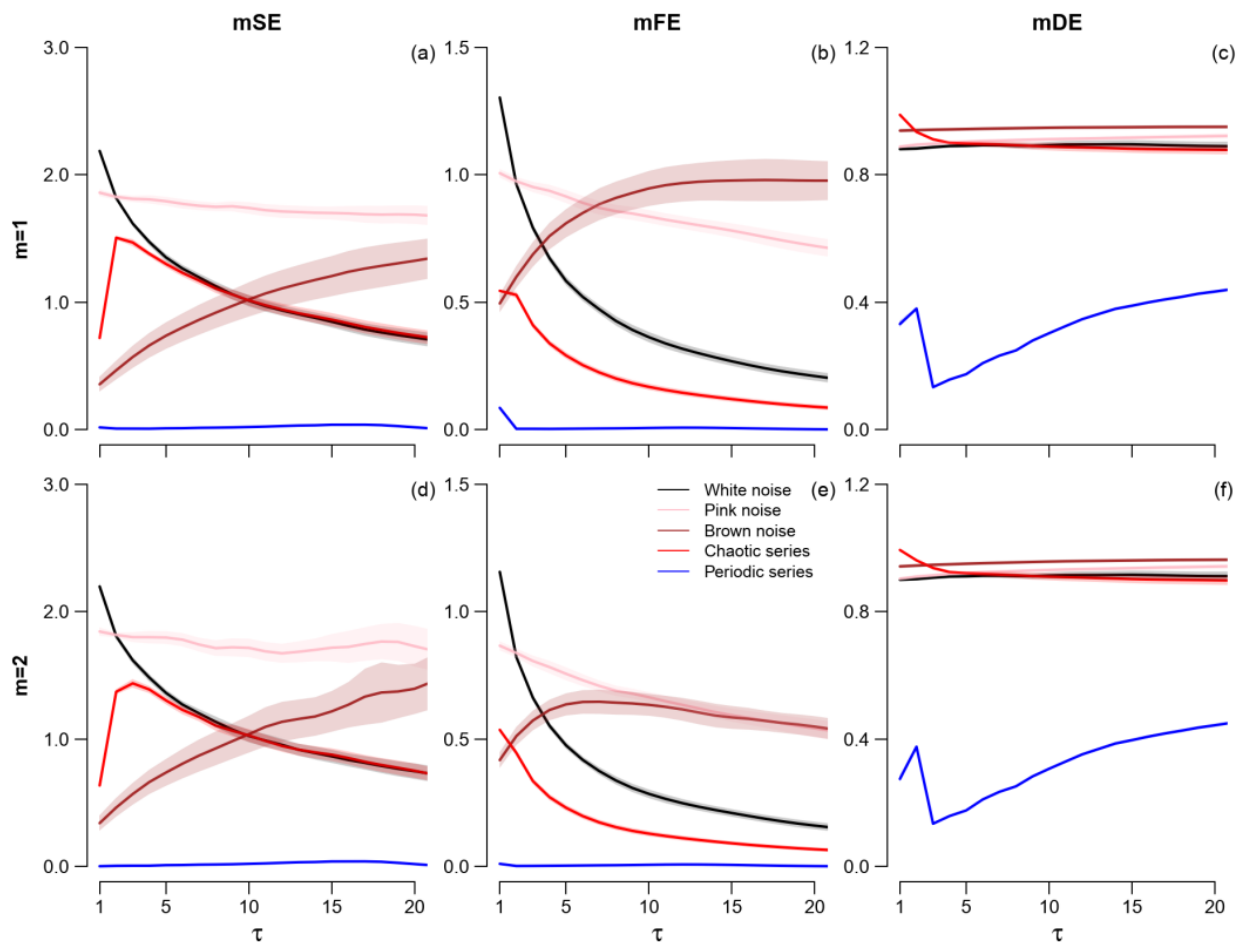 mSE mFE mDE
(a) (b) (c)
3.0 1.5 1.2
2.0 1.0 0.8
m=1
1.0 0.5 0.4
0.0 0.0 0.0
(d) (e) (f)
3.0 1.5 1.2
White noise
Pink noise
Brown noise
Chaotic series
Periodic series
2.0 1.0 0.8
m=2
1.0 0.5 0.4
0.0 0.0 0.0
1 5 10 15 20 1 5 10 15 20 1 5 10 15 20
τ τ τ